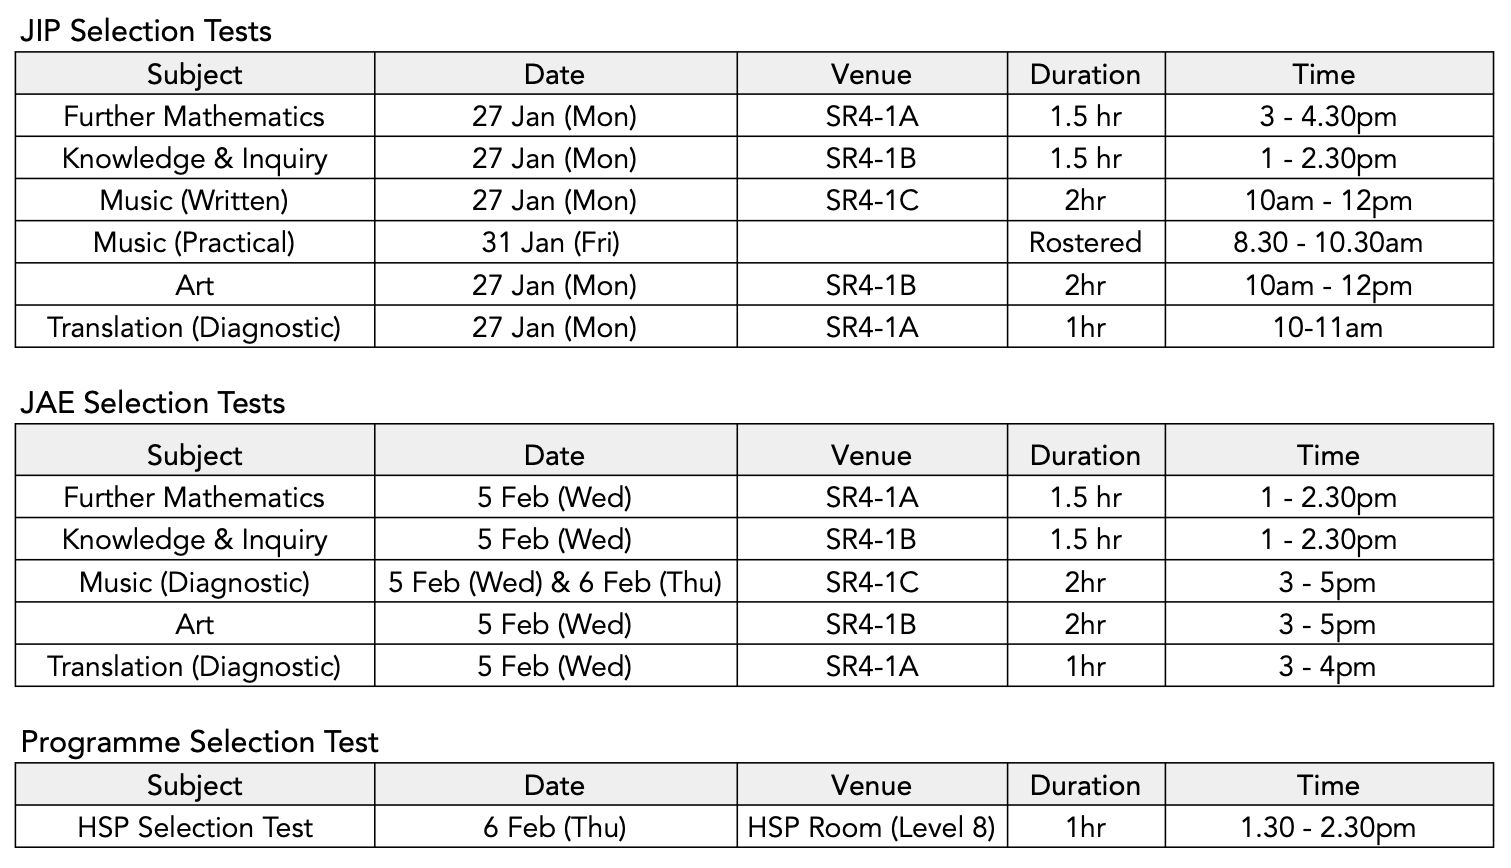 JIP Selection Tests
Subject Date Venue Duration Time
Further Mathematics 27 Jan (Mon) SR4-1A 1.5 hr 3 - 4.30pm
Knowledge & Inquiry 27 Jan (Mon) SR4-1B 1.5 hr 1 - 2.30pm
Music (Written) 27 Jan (Mon) SR4-1C 2hr 10am - 12pm
Music (Practical) 31 Jan (Fri) Rostered 8.30 - 10.30am
Art 27 Jan (Mon) SR4-1B 2hr 10am - 12pm
Translation (Diagnostic) 27 Jan (Mon) SR4-1A 1hr 10-11am
JAE Selection Tests
Subject Date Venue Duration Time
Further Mathematics 5 Feb (Wed) SR4-1A 1.5 hr 1 - 2.30pm
Knowledge & Inquiry 5 Feb (Wed) SR4-1B 1.5 hr 1 - 2.30pm
Music (Diagnostic) 5 Feb (Wed) & 6 Feb (Thu) SR4-1C 2hr 3 - 5pm
Art 5 Feb (Wed) SR4-1B 2hr 3 - 5pm
Translation (Diagnostic) 5 Feb (Wed) SR4-1A 1hr 3 - 4pm
Programme Selection Test
Subject Date Venue Duration Time
HSP Selection Test 6 Feb (Thu) HSP Room (Level 8) 1hr 1.30 - 2.30pm